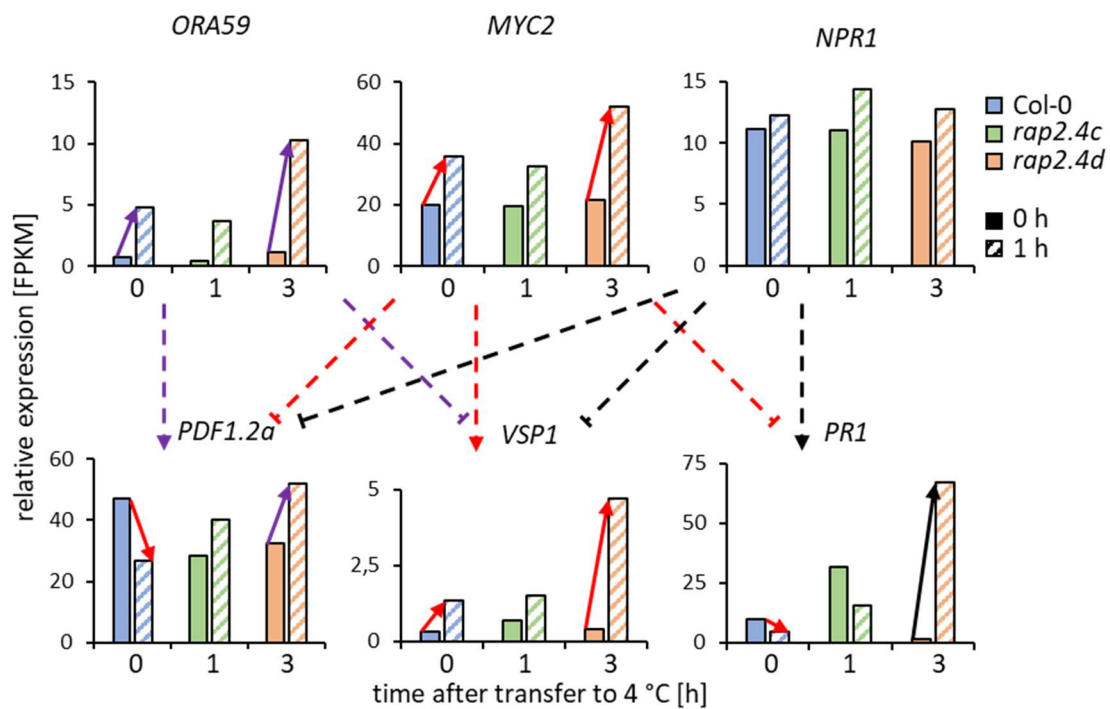 ORA59
MYC2
NPR1
relative expression [FPKM]
15
10
5
0
0 1 3
60
40
20
0
0 1 3
15
10
5
0
0 1 3
Col-0
rap2.4c
rap2.4d
0 h
1 h
PDF1.2a
VSP1
PR1
60
40
20
0
0 1 3
5
2,5
0
0 1 3
75
50
25
0
0 1 3
time after transfer to 4 °C [h]